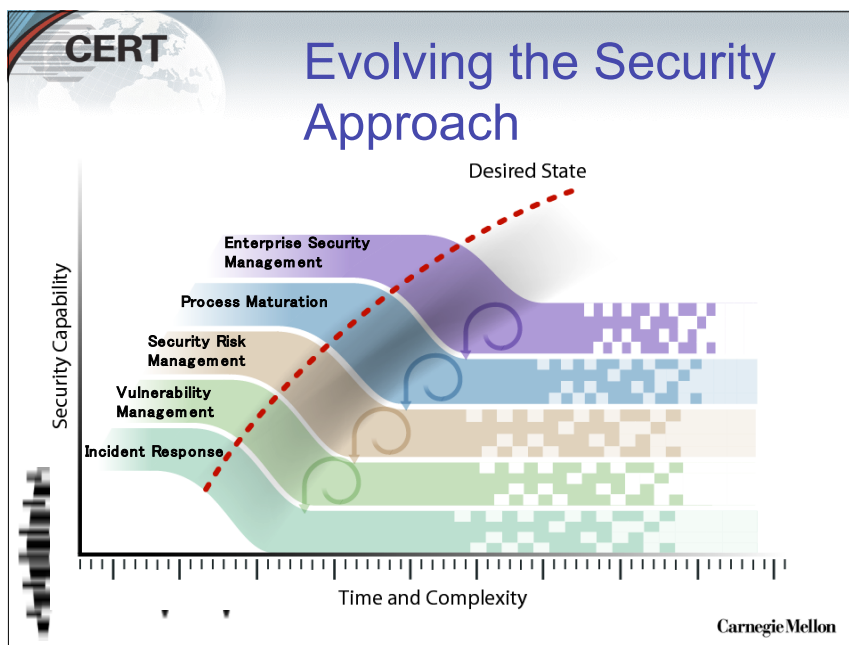 CERT
Evolving the Security
Approach
Desired State
Enterprise Security
Management
Process Maturation
Security Risk
Management
Vulnerability
Management
Incident Response
Security Capability
Time and Complexity
Carnegie Mellon